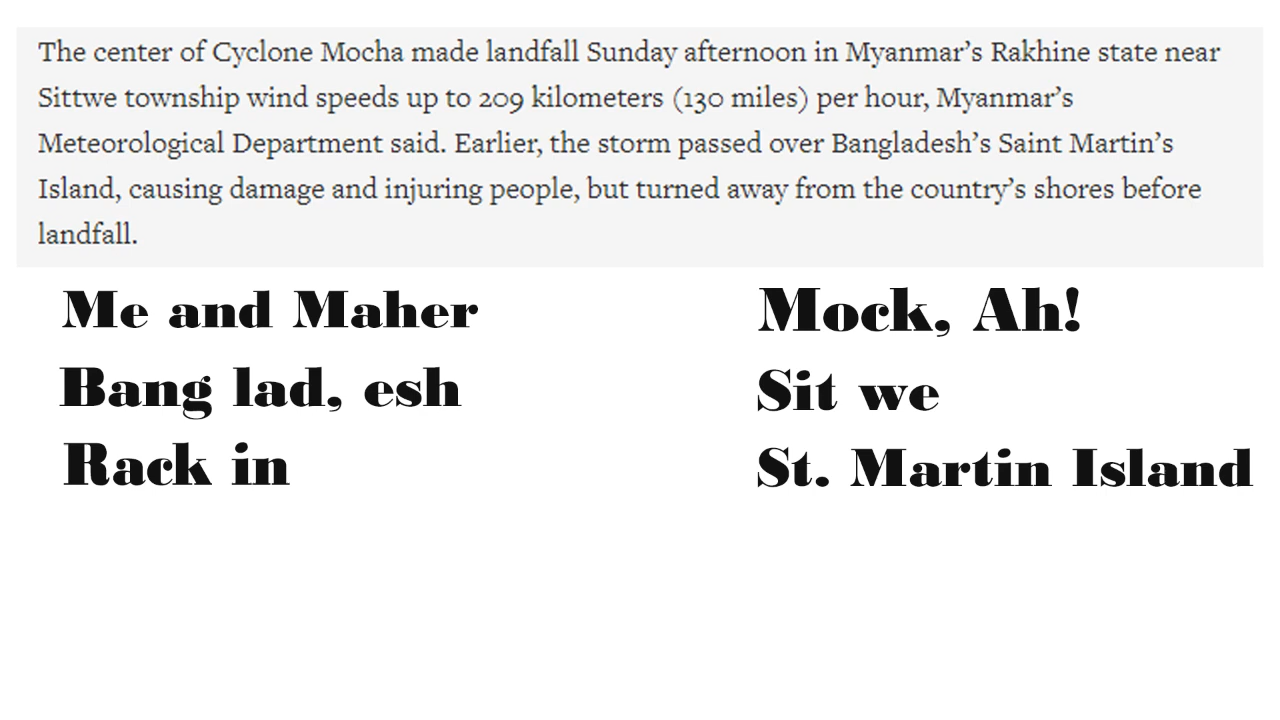 The center of Cyclone Mocha made landfall Sunday afternoon in Myanmar’s Rakhine state near
Sittwe township wind speeds up to 209 kilometers (130 miles) per hour, Myanmar’s
Meteorological Department said. Earlier, the storm passed over Bangladesh’s Saint Martin’s
Island, causing damage and injuring people, but turned away from the country’s shores before
landfall.
Me and Maher
Bang lad, esh
Rack in
Mock, Ah!
Sit we
St. Martin Island